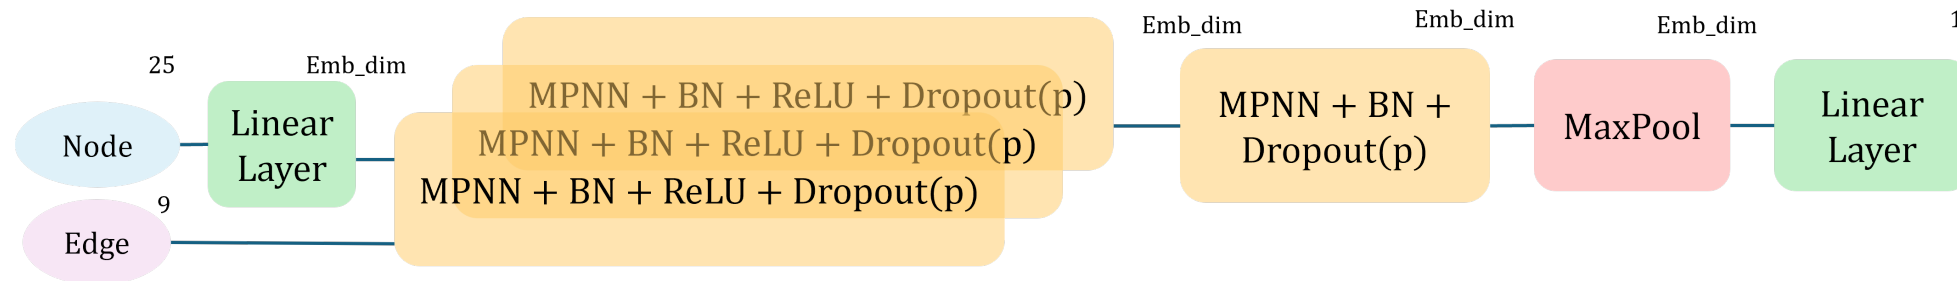 25
Emb_dim
Emb_dim
Emb_dim
Emb_dim
1
Node
Edge
9
Linear
Layer
MPNN + BN + ReLU + Dropout(p)
MPNN + BN + ReLU + Dropout(p)
MPNN + BN + ReLU + Dropout(p)
MPNN + BN +
Dropout(p)
MaxPool
Linear
Layer